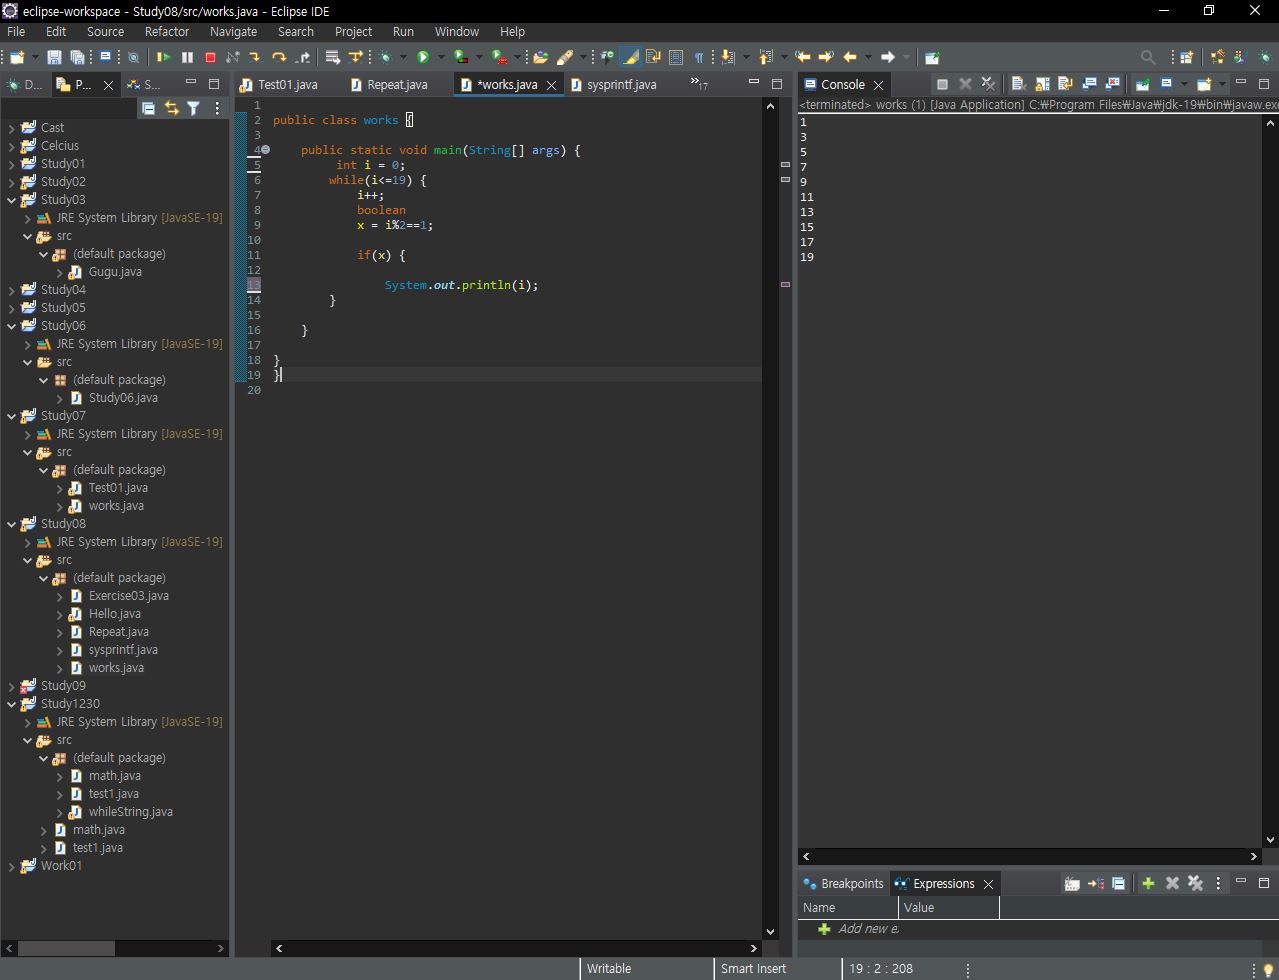 eclipse-workspace - Study08/src/works.java - Eclipse IDE
File Edit Source Refactor Navigate Search Project Run Window Help
D... P... S...
Cast
Celcius
Study01
Study02
Study03
JRE System Library [JavaSE-19]
src
(default package)
Gugu.java
Study04
Study05
Study06
JRE System Library [JavaSE-19]
src
(default package)
Study06.java
Study07
JRE System Library [JavaSE-19]
src
(default package)
Test01.java
works.java
Study08
JRE System Library [JavaSE-19]
src
(default package)
Exercise03.java
Hello.java
Repeat.java
sysprintf.java
works.java
Study09
Study1230
JRE System Library [JavaSE-19]
src
(default package)
math.java
test1.java
whileString.java
math.java
test1.java
Work01
Test01.java Repeat.java *works.java sysprintf.java »17
1
2 public class works {
3
4 public static void main(String[] args) {
5 int i = 0;
6 while(i<=19) {
7 i++;
8 boolean
9 x = i%2==1;
10
11 if(x) {
12
13 System.out.println(i);
14 }
15
16 }
17
18 }
19 }
20
Console
<terminated> works (1) [Java Application] C:₩Program Files₩Java₩jdk-19₩bin₩javaw.exe
1
3
5
7
9
11
13
15
17
19
Breakpoints Expressions
Name Value
Add new e
Writable Smart Insert 19 : 2 : 208